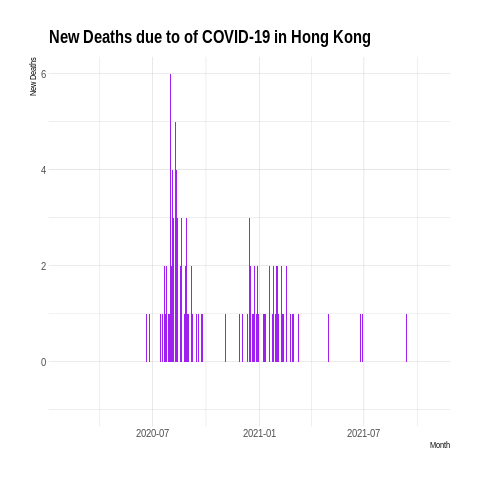 New Deaths due to of COVID-19 in Hong Kong
New Deaths
6
4
2
0
2020-07
2021-01
2021-07
Month